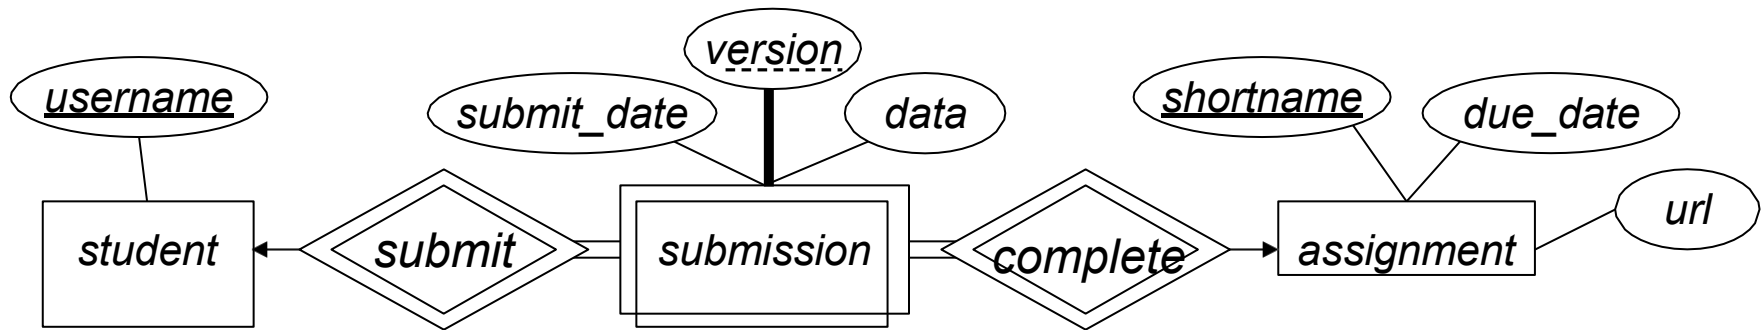 version
username
submit_date
data
shortname
due_date
url
student
submit
submission
complete
assignment